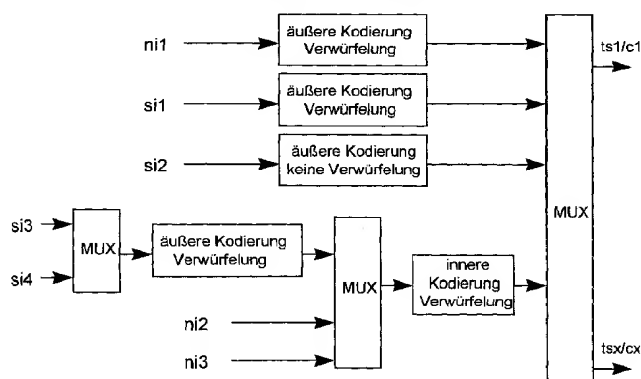 ni1
äußere Kodierung
Verwürfelung
ts1/c1
si1
äußere Kodierung
Verwürfelung
si2
äußere Kodierung
keine Verwürfelung
MUX
si3
MUX
si4
äußere Kodierung
Verwürfelung
MUX
innere
Kodierung
Verwürfelung
ni2
ni3
tsx/cx